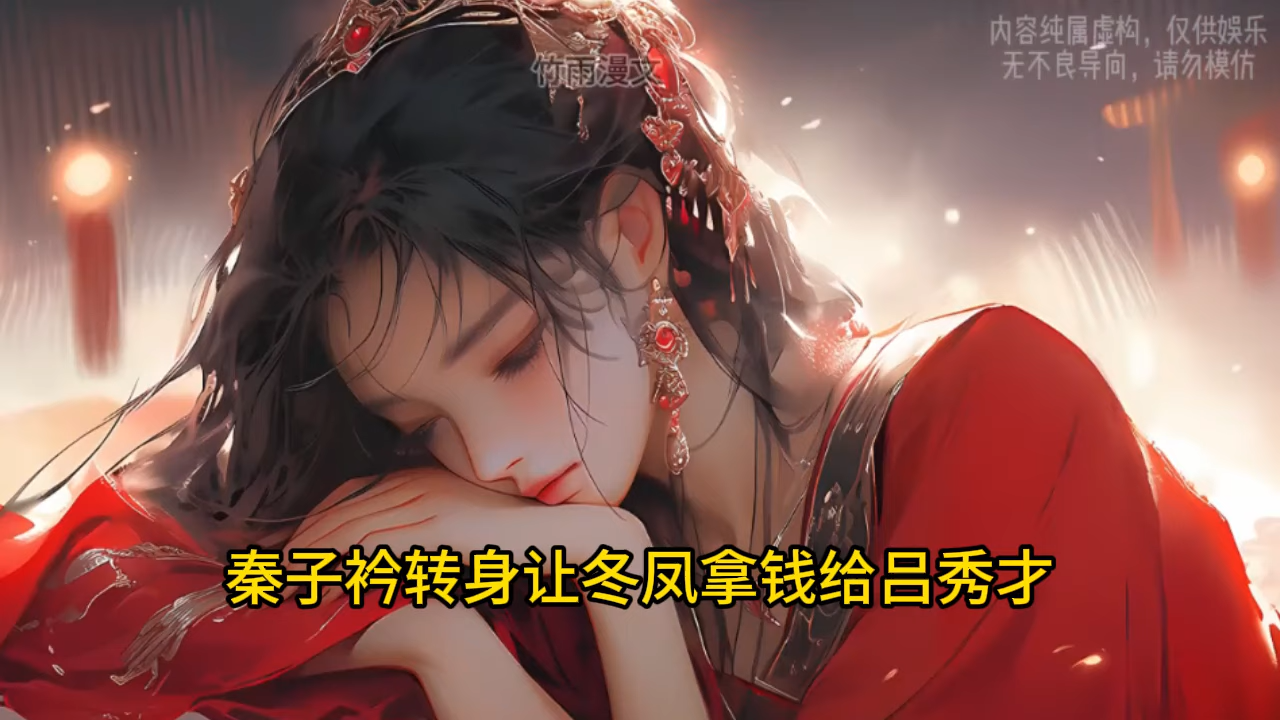 内容纯属虚构，仅供娱乐
无不良导向，请勿模仿
竹雨漫文
秦子衿转身让冬凤拿钱给吕秀才